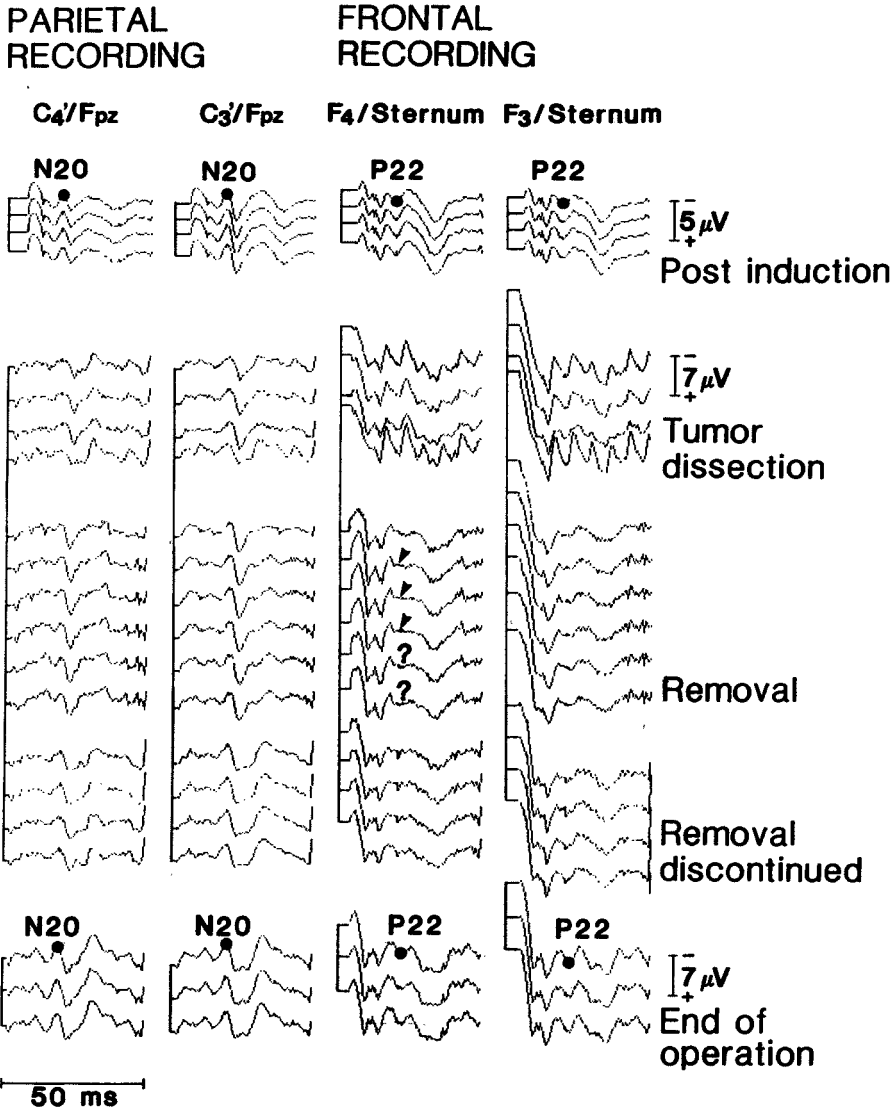 PARIETAL
RECORDING
FRONTAL
RECORDING
C4'/Fpz
C3'/Fpz
F4/Sternum
F3/Sternum
N20
N20
P22
P22
5 μV
Post induction
7 μV
Tumor
dissection
?
?
Removal
Removal
discontinued
N20
N20
P22
P22
7 μV
End of
operation
50 ms